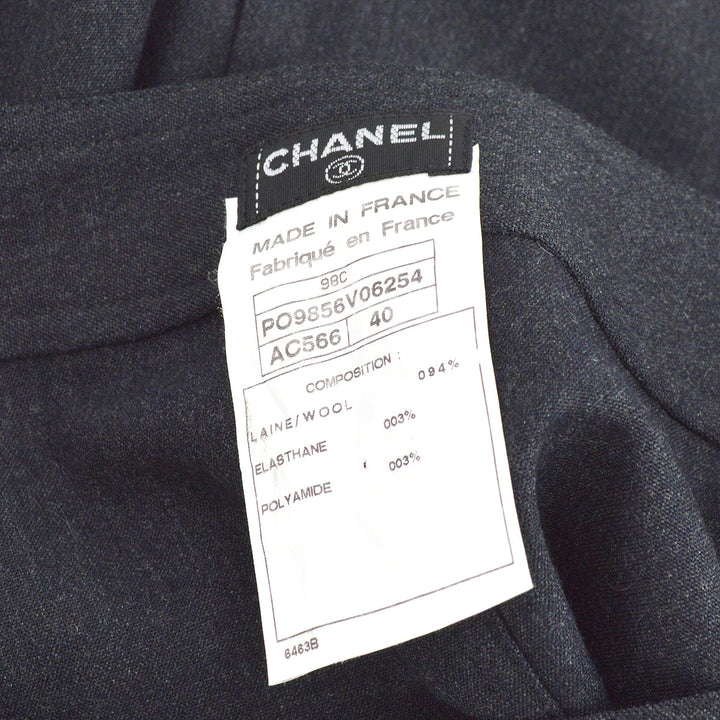 CHANEL
MADE IN FRANCE
Fabriqué en France
98C
PO9856V06254
AC566 40
COMPOSITION :
LAINE/WOOL 094%
ELASTHANE 003%
POLYAMIDE 003%
6463B